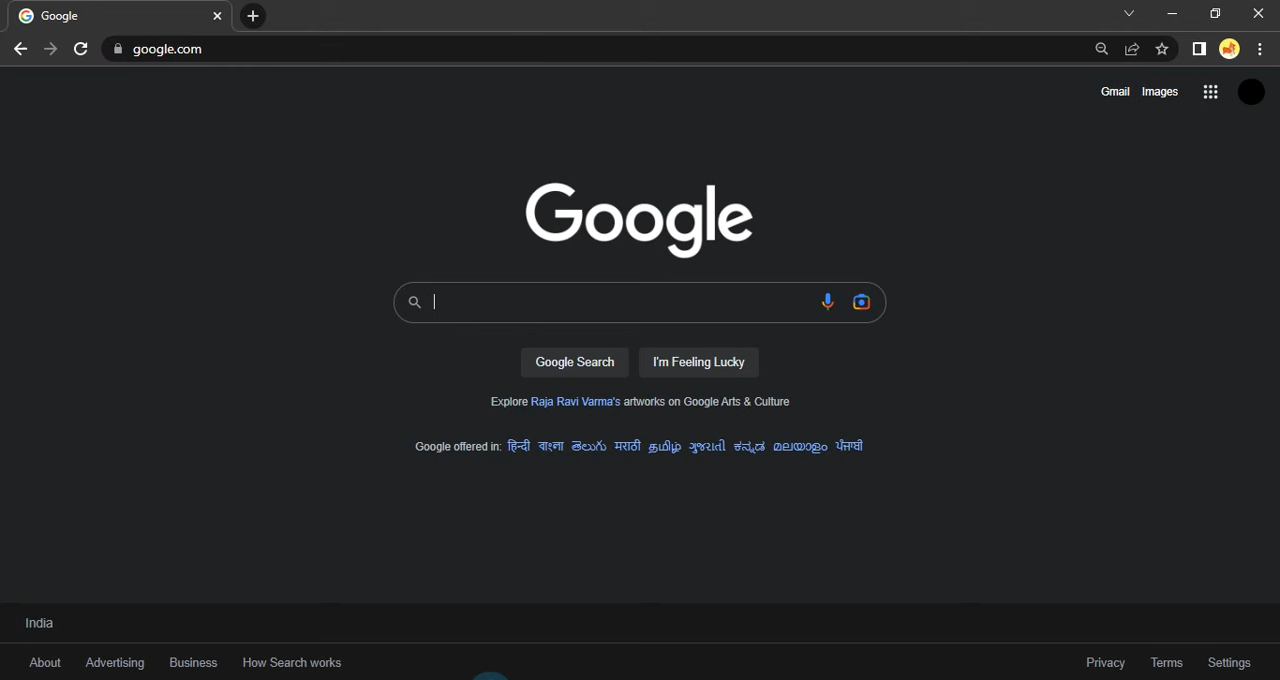 Google
google.com
Gmail Images
Google
Google Search I'm Feeling Lucky
Explore Raja Ravi Varma's artworks on Google Arts & Culture
Google offered in: हिन्दी বাংলা తెలుగు मराठी தமிழ் ગુજરાતી ಕನ್ನಡ മലയാളം ਪੰਜਾਬੀ
India
About Advertising Business How Search works Privacy Terms Settings